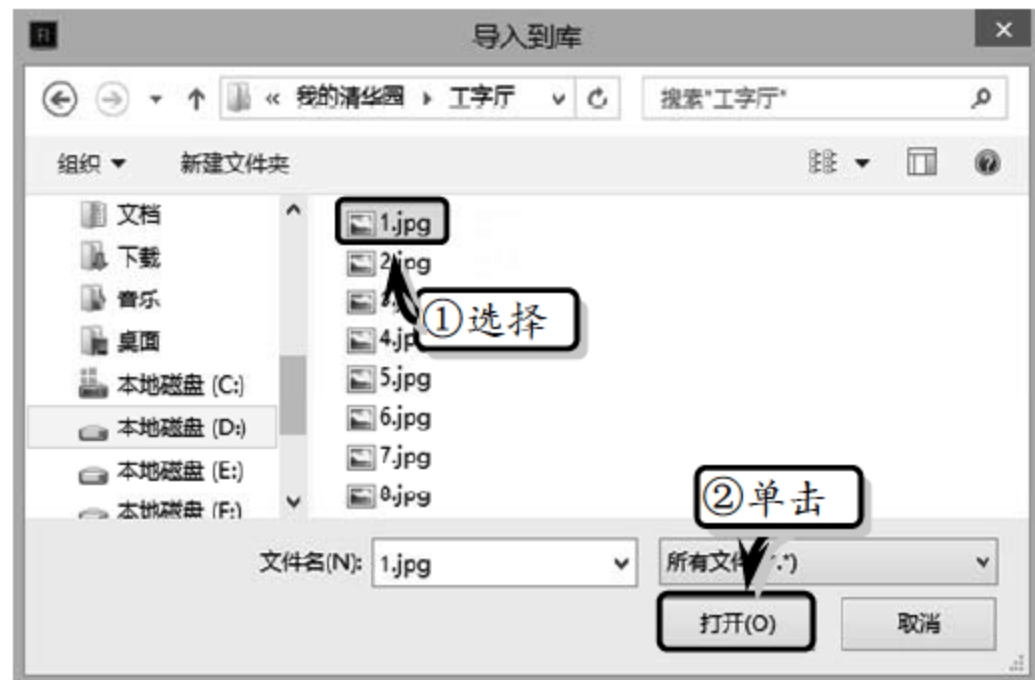 导入到库
« 我的清华园 ▸ 工字厅
搜索"工字厅"
组织
新建文件夹
文档
下载
音乐
桌面
本地磁盘 (C:)
本地磁盘 (D:)
本地磁盘 (E:)
本地磁盘 (F:)
1.jpg
2.jpg
4.jp
5.jpg
6.jpg
7.jpg
8.jpg
①选择
②单击
文件名(N):
1.jpg
所有文件
打开(O)
取消